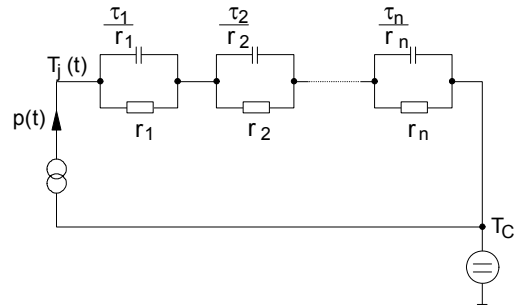 τ1 τ2 τn
r1 r2 rn
Tj (t)
r1 r2 rn
p(t)
TC